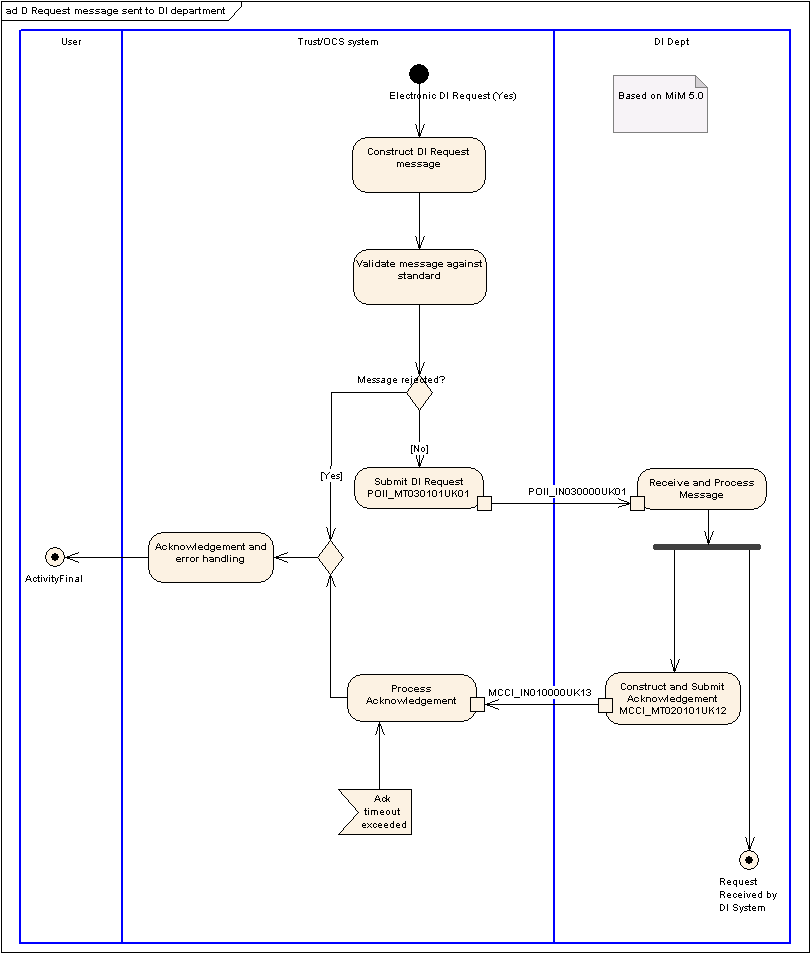 ad D Request message sent to DI department
User
Trust/OCS system
DI Dept
Electronic DI Request (Yes)
Based on MiM 5.0
Construct DI Request
message
Validate message against
standard
Message rejected?
[No]
[Yes]
Submit DI Request
POII_MT030101UK01
POII_IN030000UK01
Receive and Process
Message
Acknowledgement and
error handling
ActivityFinal
Process
Acknowledgement
MCCI_IN010000UK13
Construct and Submit
Acknowledgement
MCCI_MT020101UK12
Ack
timeout
exceeded
Request
Received by
DI System